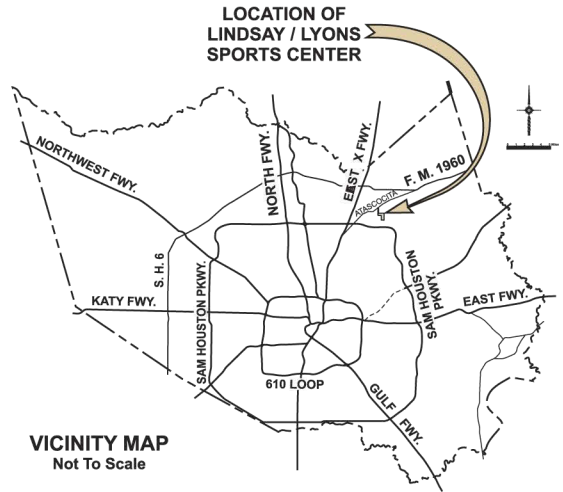 LOCATION OF
LINDSAY / LYONS
SPORTS CENTER
NORTHWEST FWY.
NORTH FWY.
EAST X FWY.
F. M. 1960
ATASCOCITA
S. H. 6
SAM HOUSTON PKWY.
SAM HOUSTON
PKWY.
KATY FWY.
EAST FWY.
610 LOOP
GULF FWY.
VICINITY MAP
Not To Scale